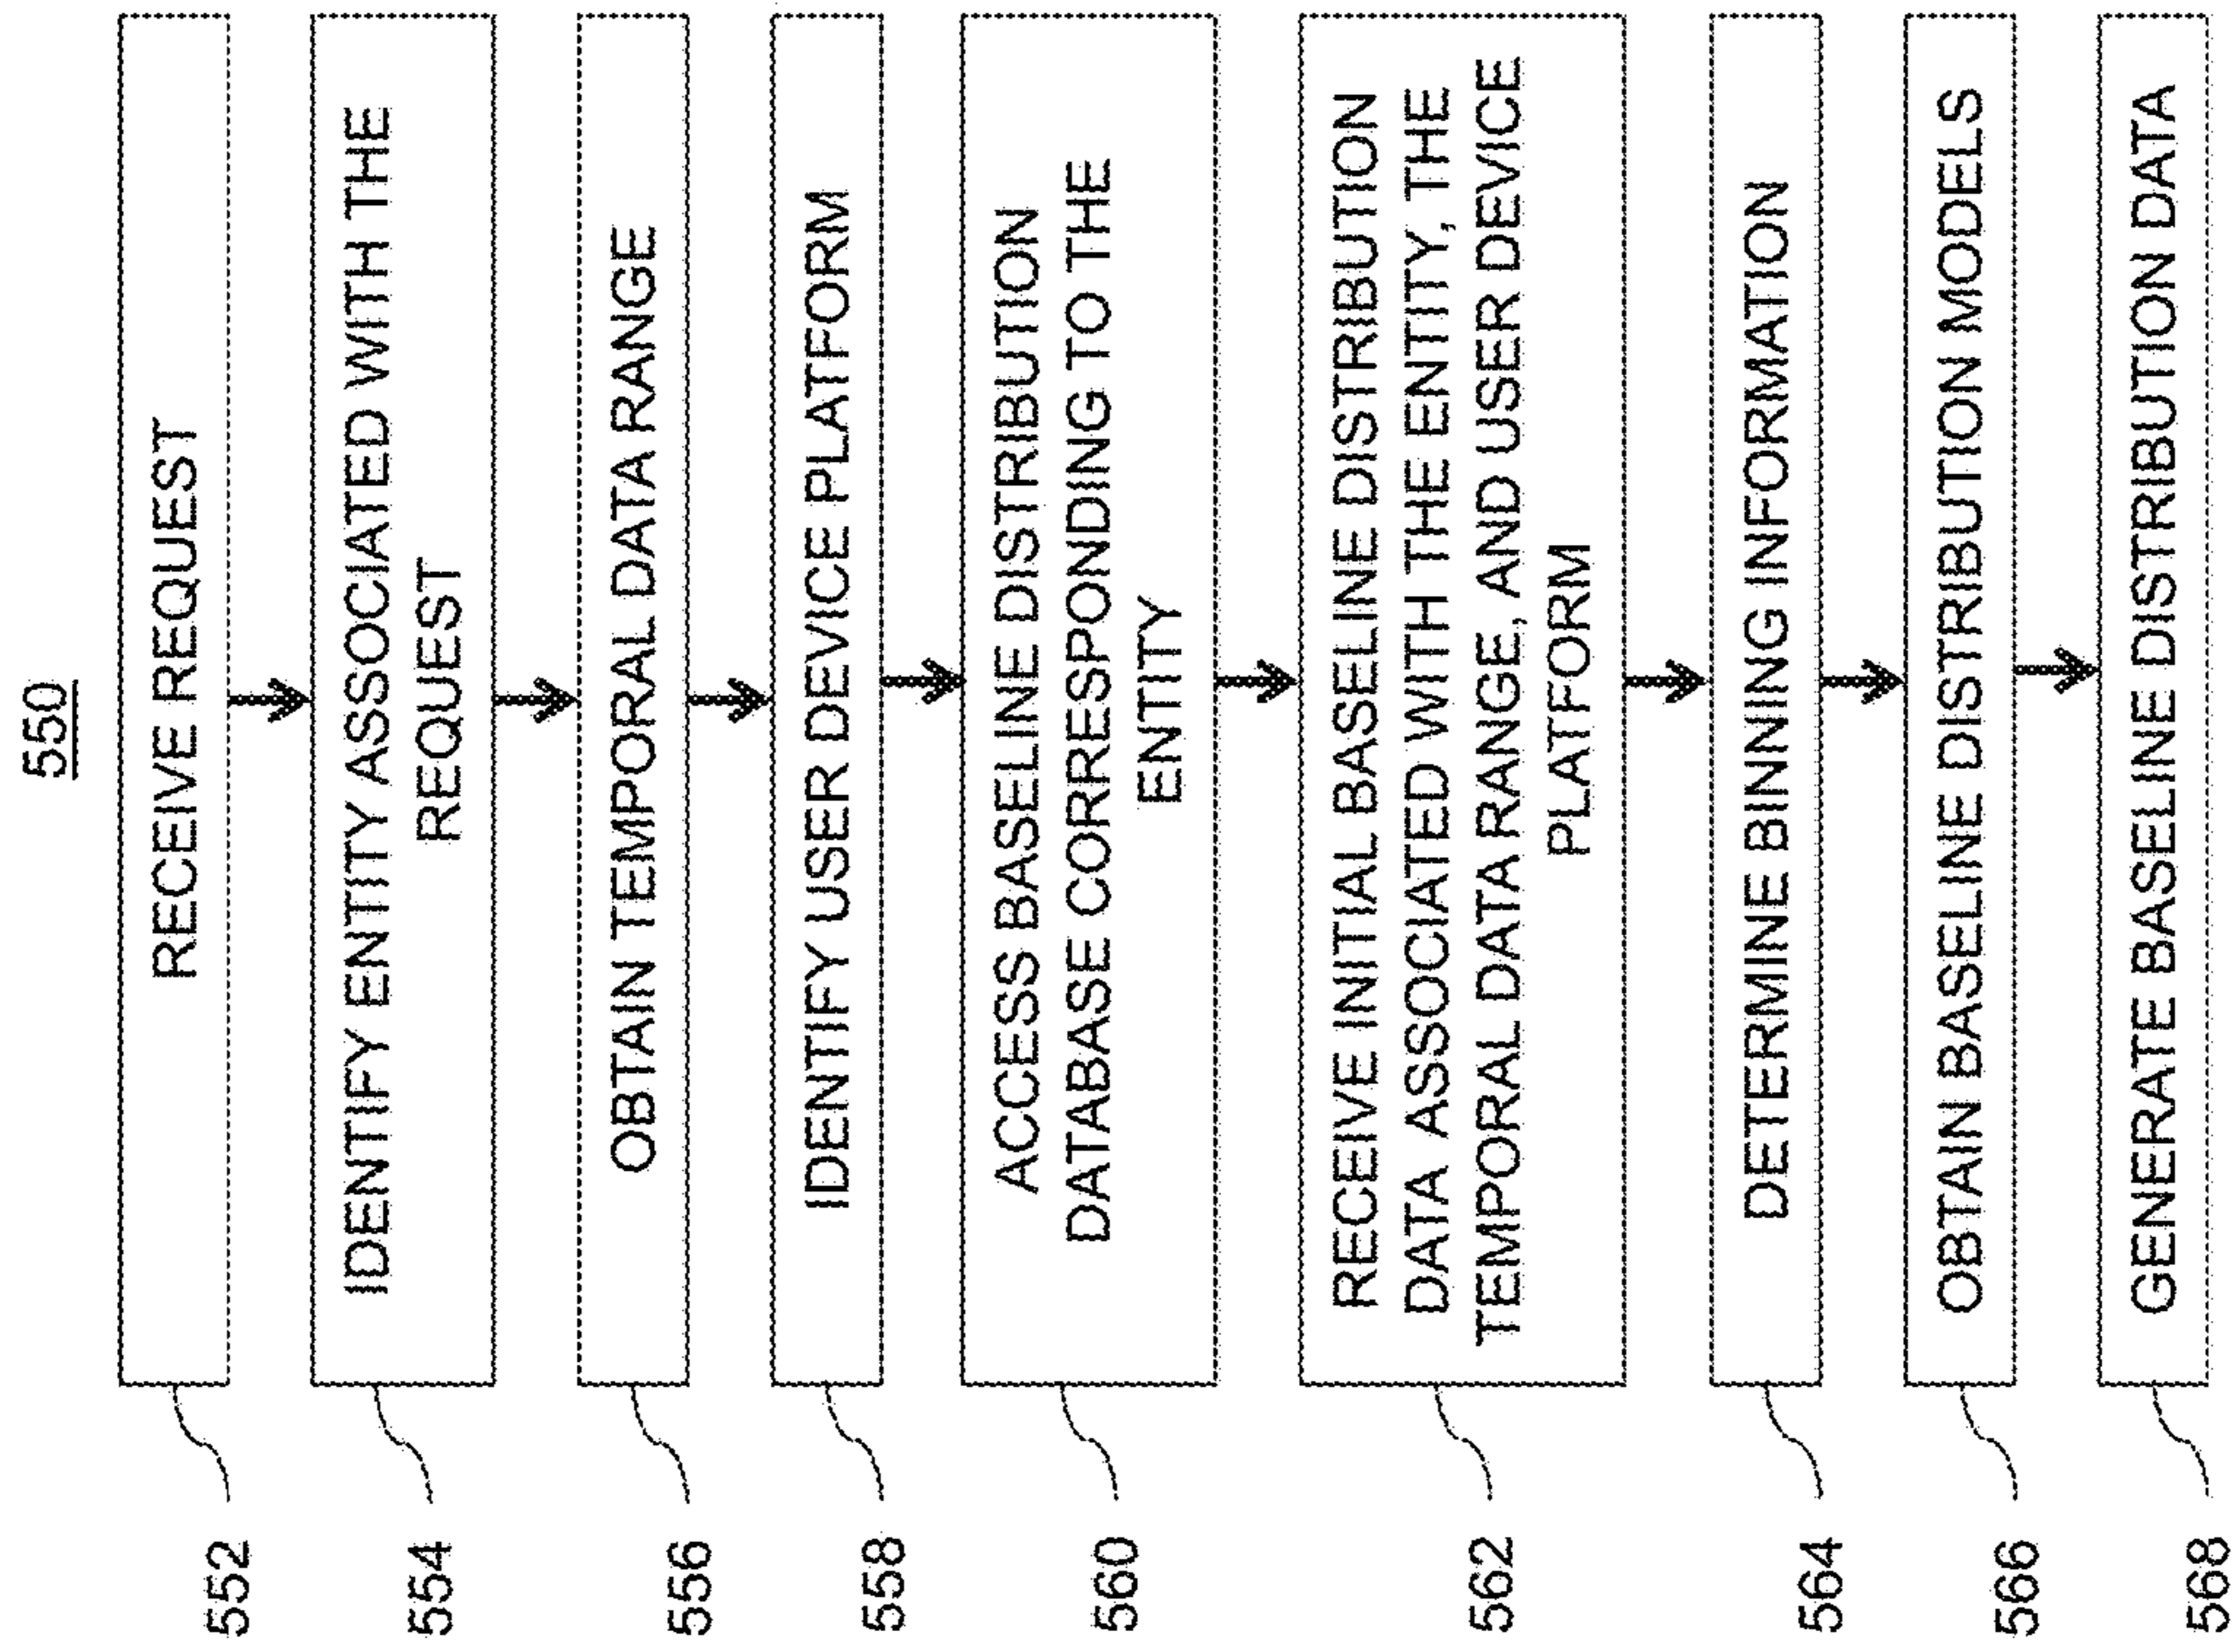 550
552
RECEIVE REQUEST
554
IDENTIFY ENTITY ASSOCIATED WITH THE
REQUEST
556
OBTAIN TEMPORAL DATA RANGE
558
IDENTIFY USER DEVICE PLATFORM
560
ACCESS BASELINE DISTRIBUTION
DATABASE CORRESPONDING TO THE
ENTITY
562
RECEIVE INITIAL BASELINE DISTRIBUTION
DATA ASSOCIATED WITH THE ENTITY, THE
TEMPORAL DATA RANGE, AND USER DEVICE
PLATFORM
564
DETERMINE BINNING INFORMATION
566
OBTAIN BASELINE DISTRIBUTION MODELS
568
GENERATE BASELINE DISTRIBUTION DATA